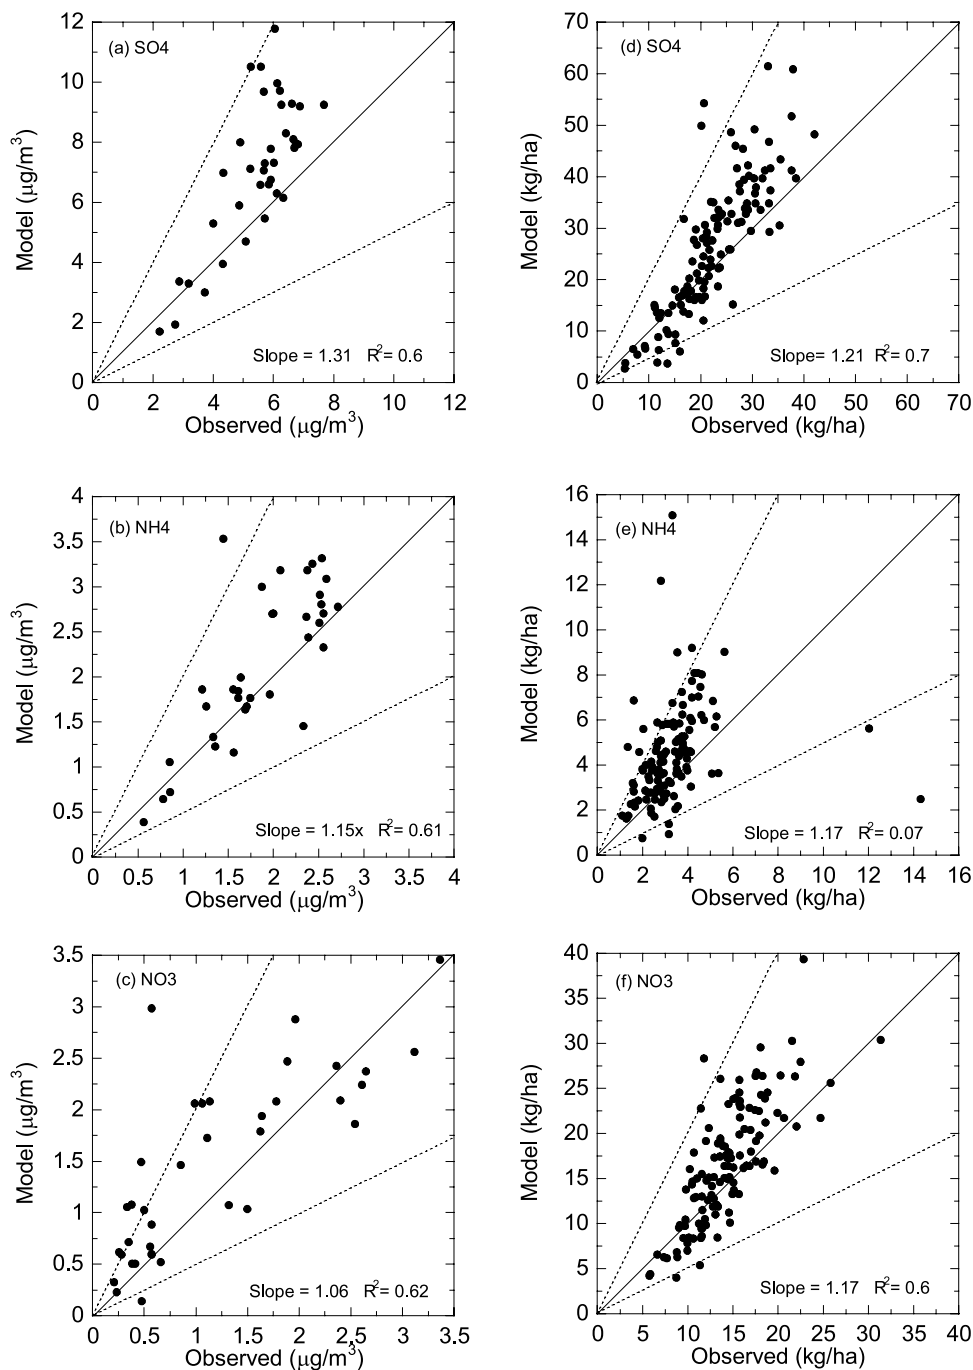 (a) SO4
Model (μg/m³)
12
10
8
6
4
2
0
Slope = 1.31 R²= 0.6
0 2 4 6 8 10 12
Observed (μg/m³)
(d) SO4
Model (kg/ha)
70
60
50
40
30
20
10
0
Slope= 1.21 R²= 0.7
0 10 20 30 40 50 60 70
Observed (kg/ha)
(b) NH4
Model (μg/m³)
4
3.5
3
2.5
2
1.5
1
0.5
0
Slope = 1.15x R²= 0.61
0 0.5 1 1.5 2 2.5 3 3.5 4
Observed (μg/m³)
(e) NH4
Model (kg/ha)
16
14
12
10
8
6
4
2
0
Slope = 1.17 R²= 0.07
0 2 4 6 8 10 12 14 16
Observed (kg/ha)
(c) NO3
Model (μg/m³)
3.5
3
2.5
2
1.5
1
0.5
0
Slope = 1.06 R²= 0.62
0 0.5 1 1.5 2 2.5 3 3.5
Observed (μg/m³)
(f) NO3
Model (kg/ha)
40
35
30
25
20
15
10
5
0
Slope = 1.17 R²= 0.6
0 5 10 15 20 25 30 35 40
Observed (kg/ha)